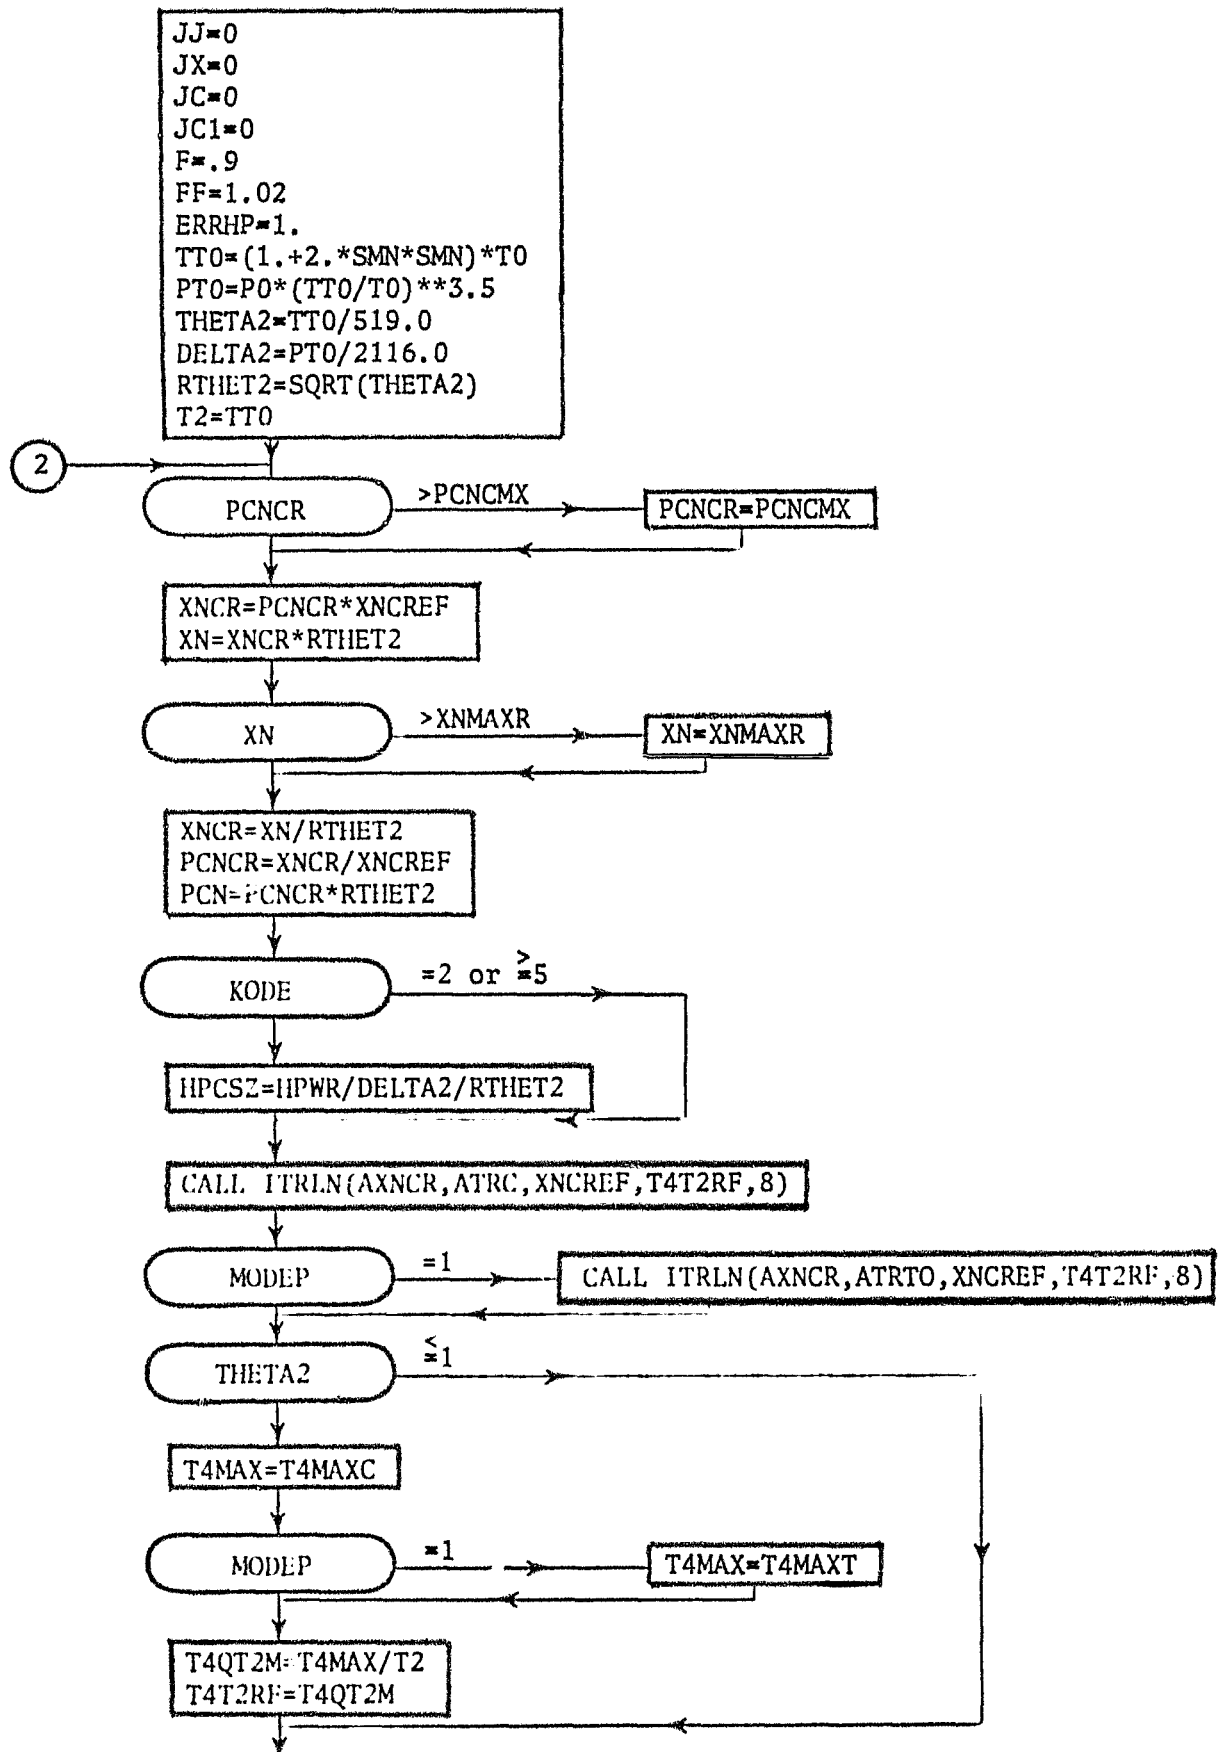 JJ=0
JX=0
JC=0
JC1=0
F=.9
FF=1.02
ERRHP=1.
TT0=(1.+2.*SMN*SMN)*T0
PT0=P0*(TT0/T0)**3.5
THETA2=TT0/519.0
DELTA2=PT0/2116.0
RTHET2=SQRT(THETA2)
T2=TT0
2
PCNCR
>PCNCMX
PCNCR=PCNCMX
XNCR=PCNCR*XNCREF
XN=XNCR*RTHET2
XN
>XNMAXR
XN=XNMAXR
XNCR=XN/RTHET2
PCNCR=XNCR/XNCREF
PCN=PCNCR*RTHET2
KODE
=2 or ≥5
HPCSZ=HPWR/DELTA2/RTHET2
CALL ITRLN(AXNCR,ATRC,XNCREF,T4T2RF,8)
MODEP
=1
CALL ITRLN(AXNCR,ATRTO,XNCREF,T4T2RF,8)
THETA2
≤1
T4MAX=T4MAXC
MODEP
=1
T4MAX=T4MAXT
T4QT2M=T4MAX/T2
T4T2RF=T4QT2M